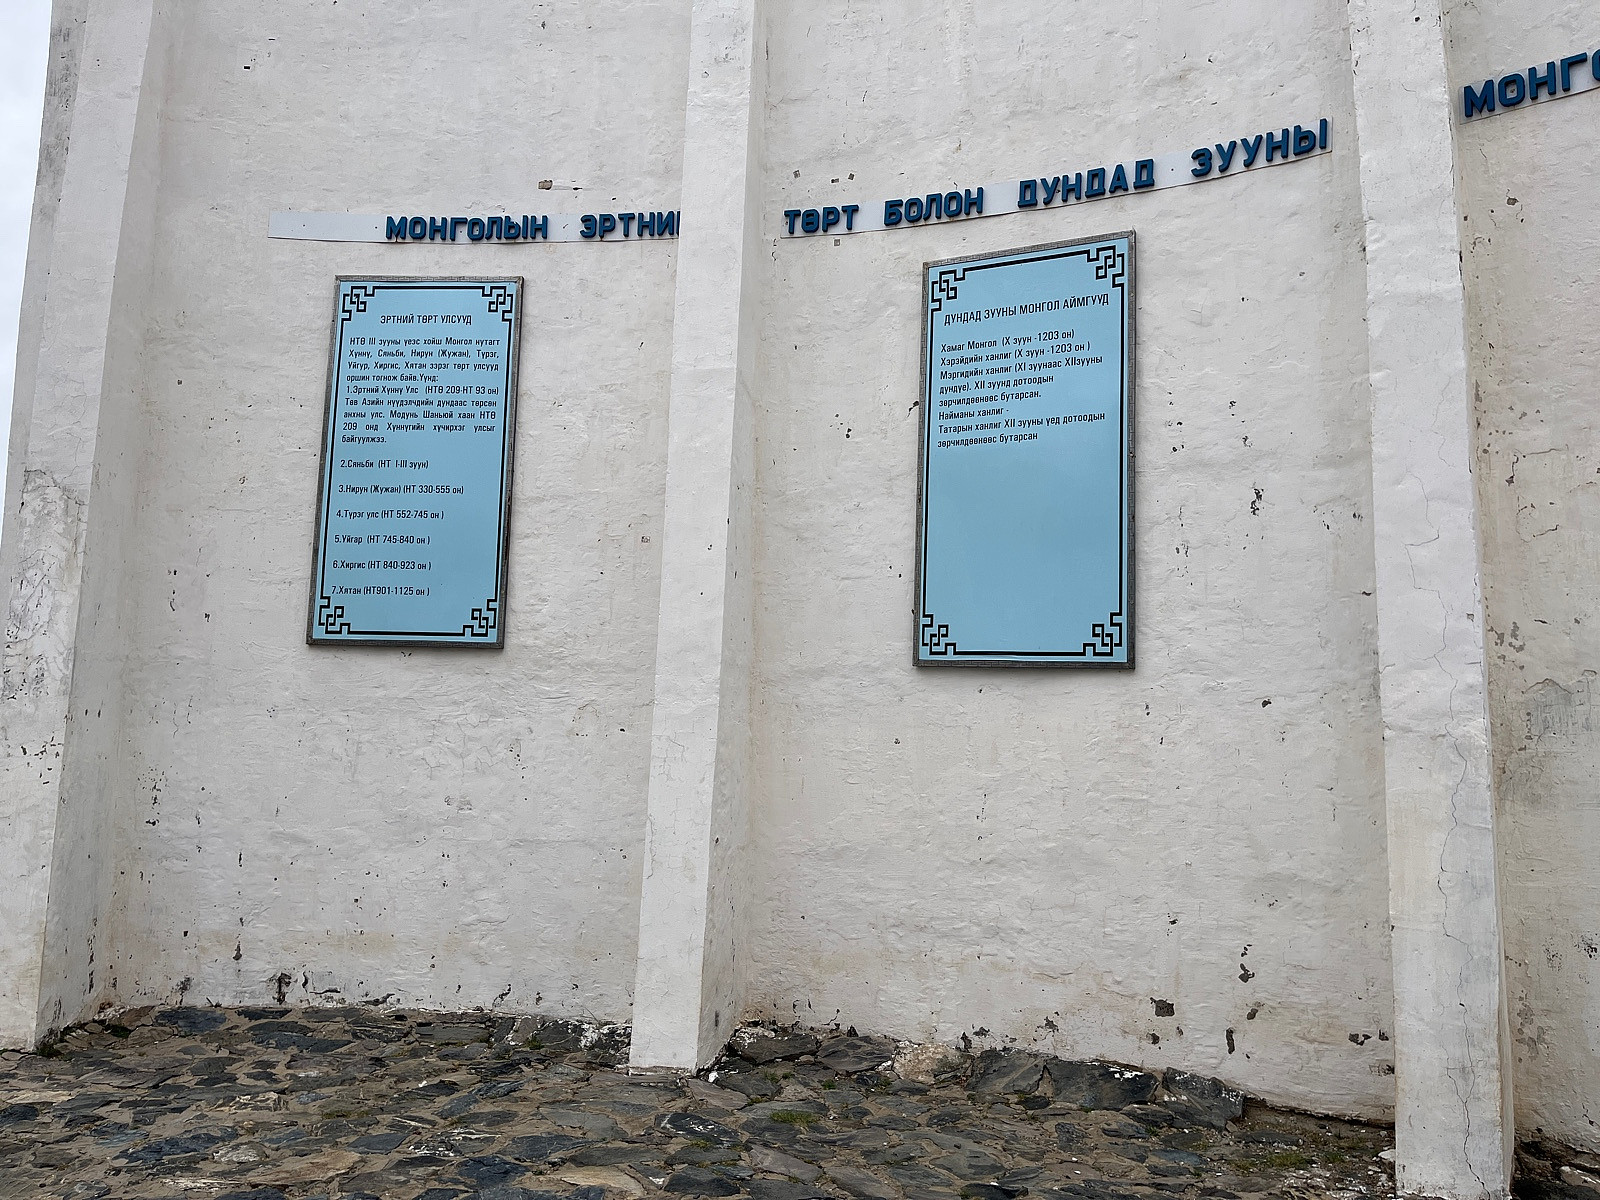 МОНГОЛЫН ЭРТНИЙ
ТӨРТ БОЛОН ДУНДАД ЗУУНЫ
МОНГО
ЭРТНИЙ ТӨРТ УЛСУУД
НТӨ III зууны үеэс хойш Монгол нутагт
Хүннү, Сяньби, Нирун (Жужан), Түрэг,
Уйгур, Хиргис, Хятан зэрэг төрт улсууд
оршин тогнож байв.Үүнд:
1.Эртний Хүннү Улс (НТӨ 209-НТ 93 он)
Төв Азийн нүүдэлчдийн дундаас төрсөн
анхны улс. Модунь Шаньюй хаан НТӨ
209 онд Хүннүгийн хүчирхэг улсыг
байгуулжээ.
2.Сяньби (НТ I-III зуун)
3.Нирун (Жужан) (НТ 330-555 он)
4.Түрэг улс (НТ 552-745 он )
5.Уйгар (НТ 745-840 он )
6.Хиргис (НТ 840-923 он )
7.Хятан (НТ901-1125 он )
ДУНДАД ЗУУНЫ МОНГОЛ АЙМГУУД
Хамаг Монгол (X зуун -1203 он)
Хэрэйдийн ханлиг (X зуун -1203 он )
Мэргидийн ханлиг (XI зуунаас XIIзууны
дундүе). XII зуунд дотоодын
зөрчилдөөнөөс бутарсан.
Найманы ханлиг -
Татарын ханлиг XII зууны үед дотоодын
зөрчилдөөнөөс бутарсан